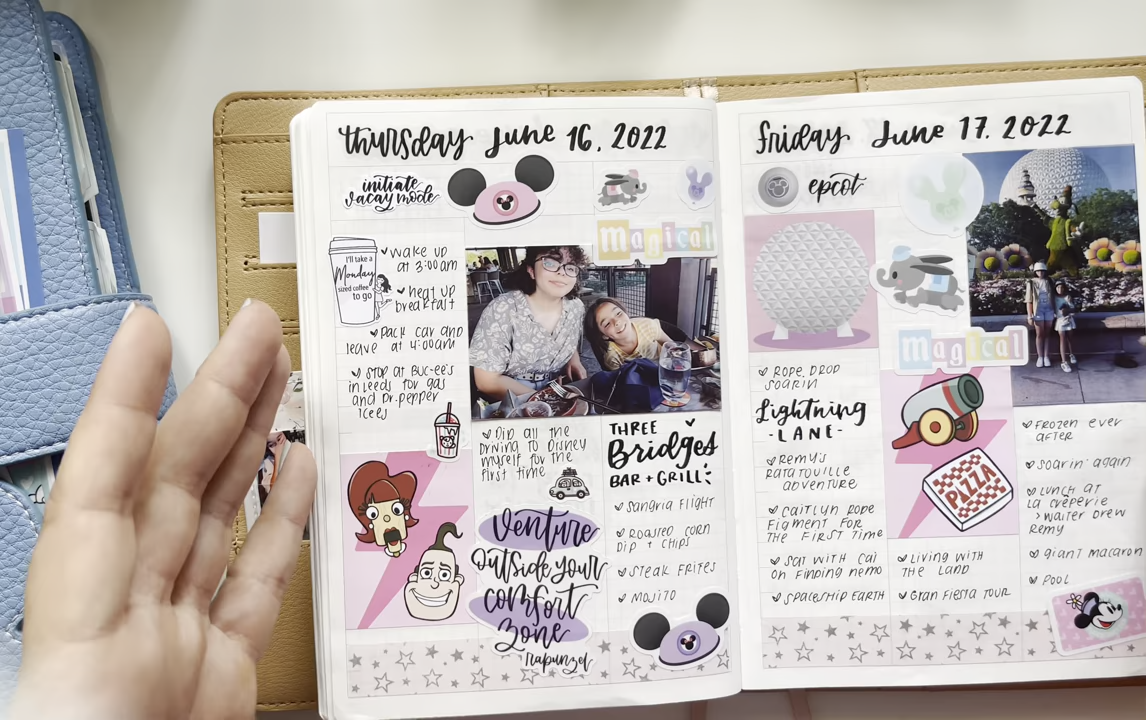 thursday June 16, 2022
initiate
vacay mode
magical
I'll take a
Monday
sized coffee
to go
wake up
at 3:00am
heat up
breakfast
pack car and
leave at 4:00am
stop at Buc-ee's
in Leeds for gas
and Dr. pepper
Icees
Did all the
driving to Disney
myself for the
first time
venture
outside your
comfort
zone
Rapunzel
THREE
Bridges
BAR + GRILL
sangria flight
roasted corn
dip + chips
steak frites
mojito
friday June 17, 2022
epcot
magical
rope drop
soarin
Lightning
- LANE -
Remy's
ratatouille
adventure
caitlyn rode
figment for
the first time
sat with cai
on finding nemo
spaceship earth
PIZZA
living with
the land
gran fiesta tour
frozen ever
after
soarin' again
lunch at
la creperie
> waiter drew
Remy
giant macaron
pool